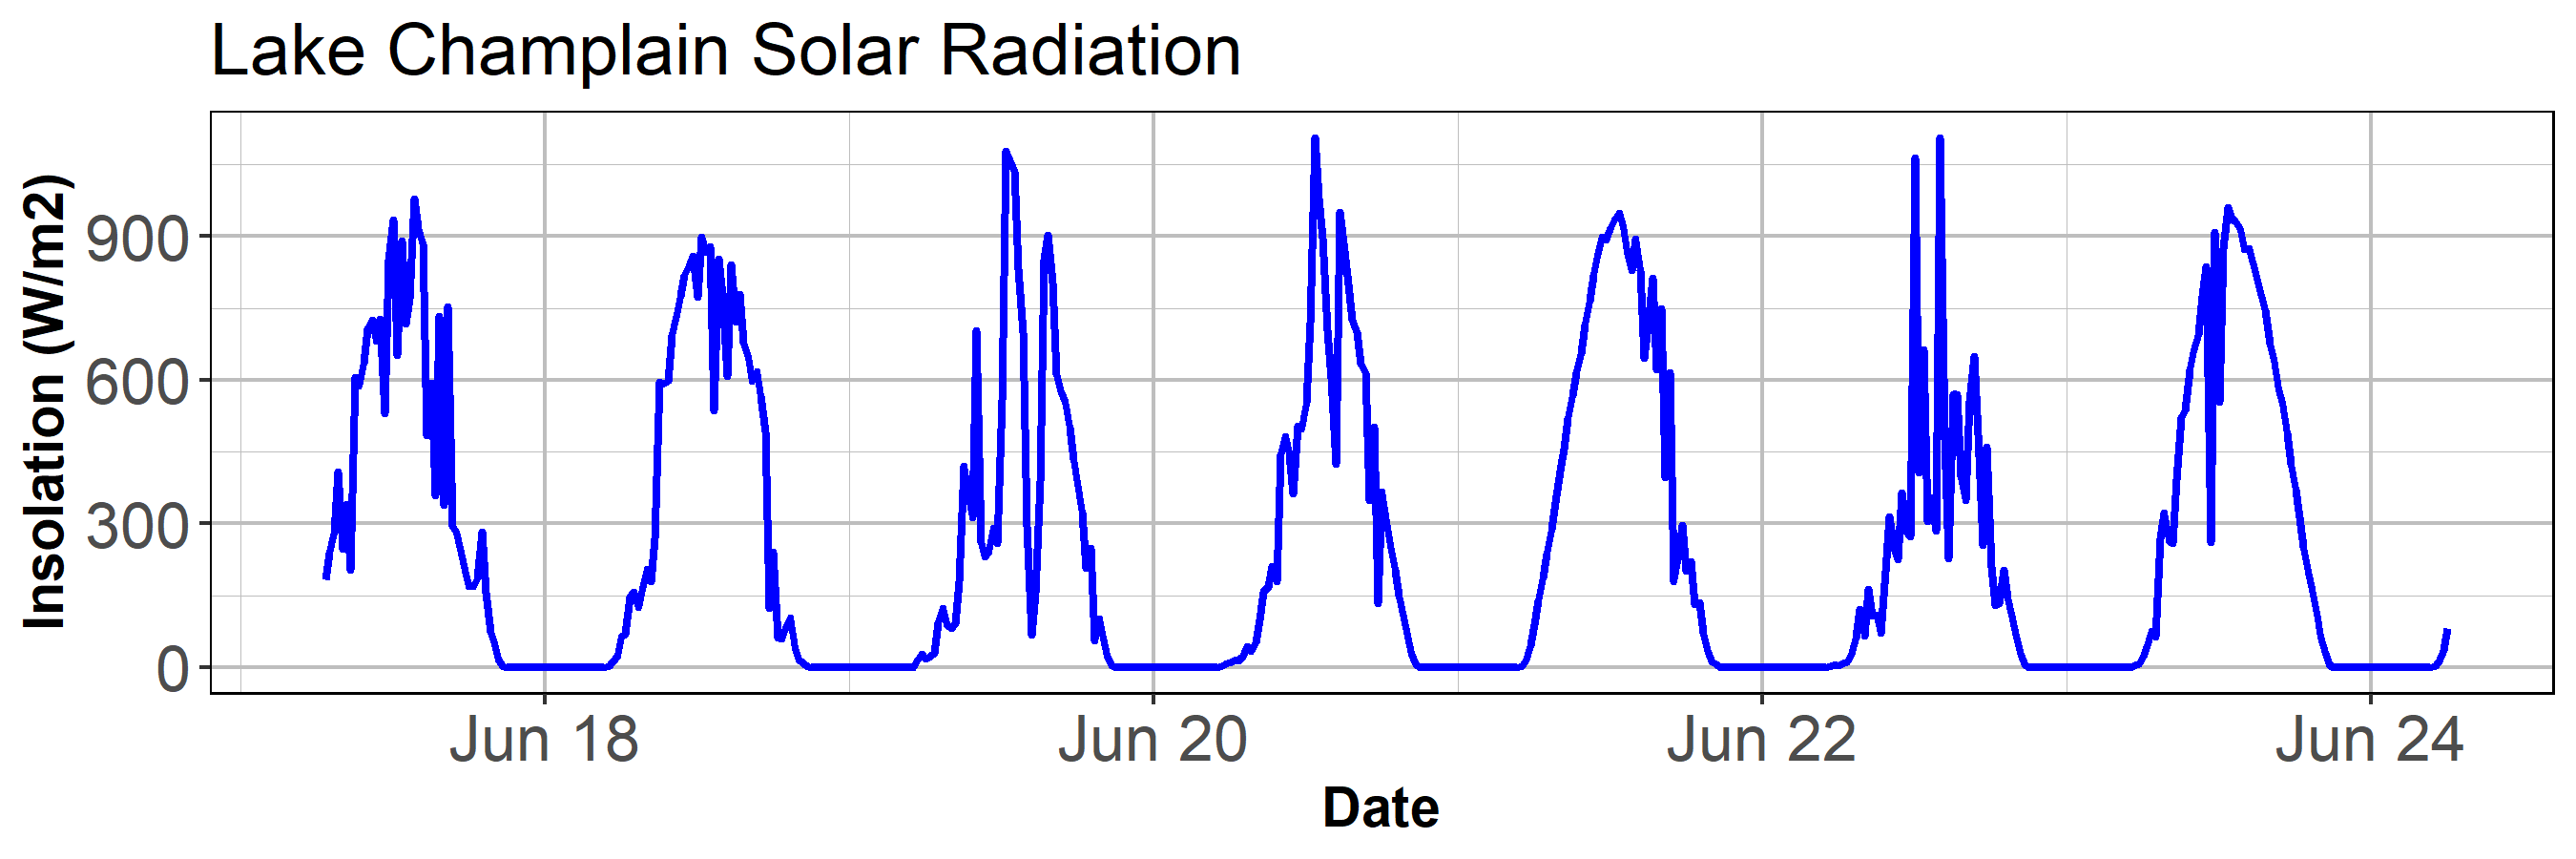 Lake Champlain Solar Radiation
Insolation (W/m2)
900
600
300
0
Jun 18 Jun 20 Jun 22 Jun 24
Date